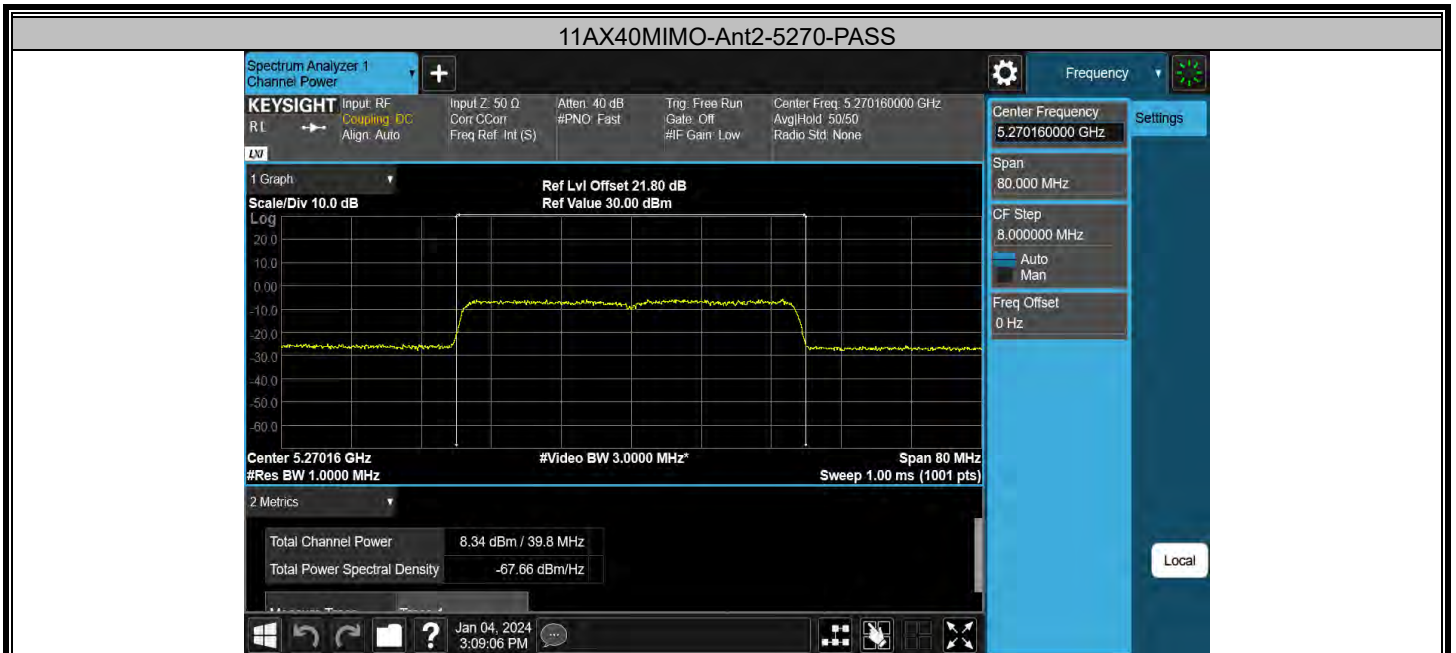 11AX40MIMO-Ant2-5270-PASS
Spectrum Analyzer 1
Channel Power
Frequency
KEYSIGHT
RL
LXI
Input: RF
Coupling: DC
Align: Auto
Input Z: 50 Ω
Corr CCorr
Freq Ref: Int (S)
Atten: 40 dB
#PNO: Fast
Trig: Free Run
Gate: Off
#IF Gain: Low
Center Freq: 5.270160000 GHz
Avg|Hold: 50/50
Radio Std: None
Center Frequency
5.270160000 GHz
Settings
Span
80.000 MHz
CF Step
8.000000 MHz
Auto
Man
Freq Offset
0 Hz
Local
1 Graph
Scale/Div 10.0 dB
Ref Lvl Offset 21.80 dB
Ref Value 30.00 dBm
Log
20.0
10.0
0.00
-10.0
-20.0
-30.0
-40.0
-50.0
-60.0
Center 5.27016 GHz
#Video BW 3.0000 MHz*
Span 80 MHz
#Res BW 1.0000 MHz
Sweep 1.00 ms (1001 pts)
2 Metrics
Total Channel Power 8.34 dBm / 39.8 MHz
Total Power Spectral Density -67.66 dBm/Hz
Jan 04, 2024
3:09:06 PM